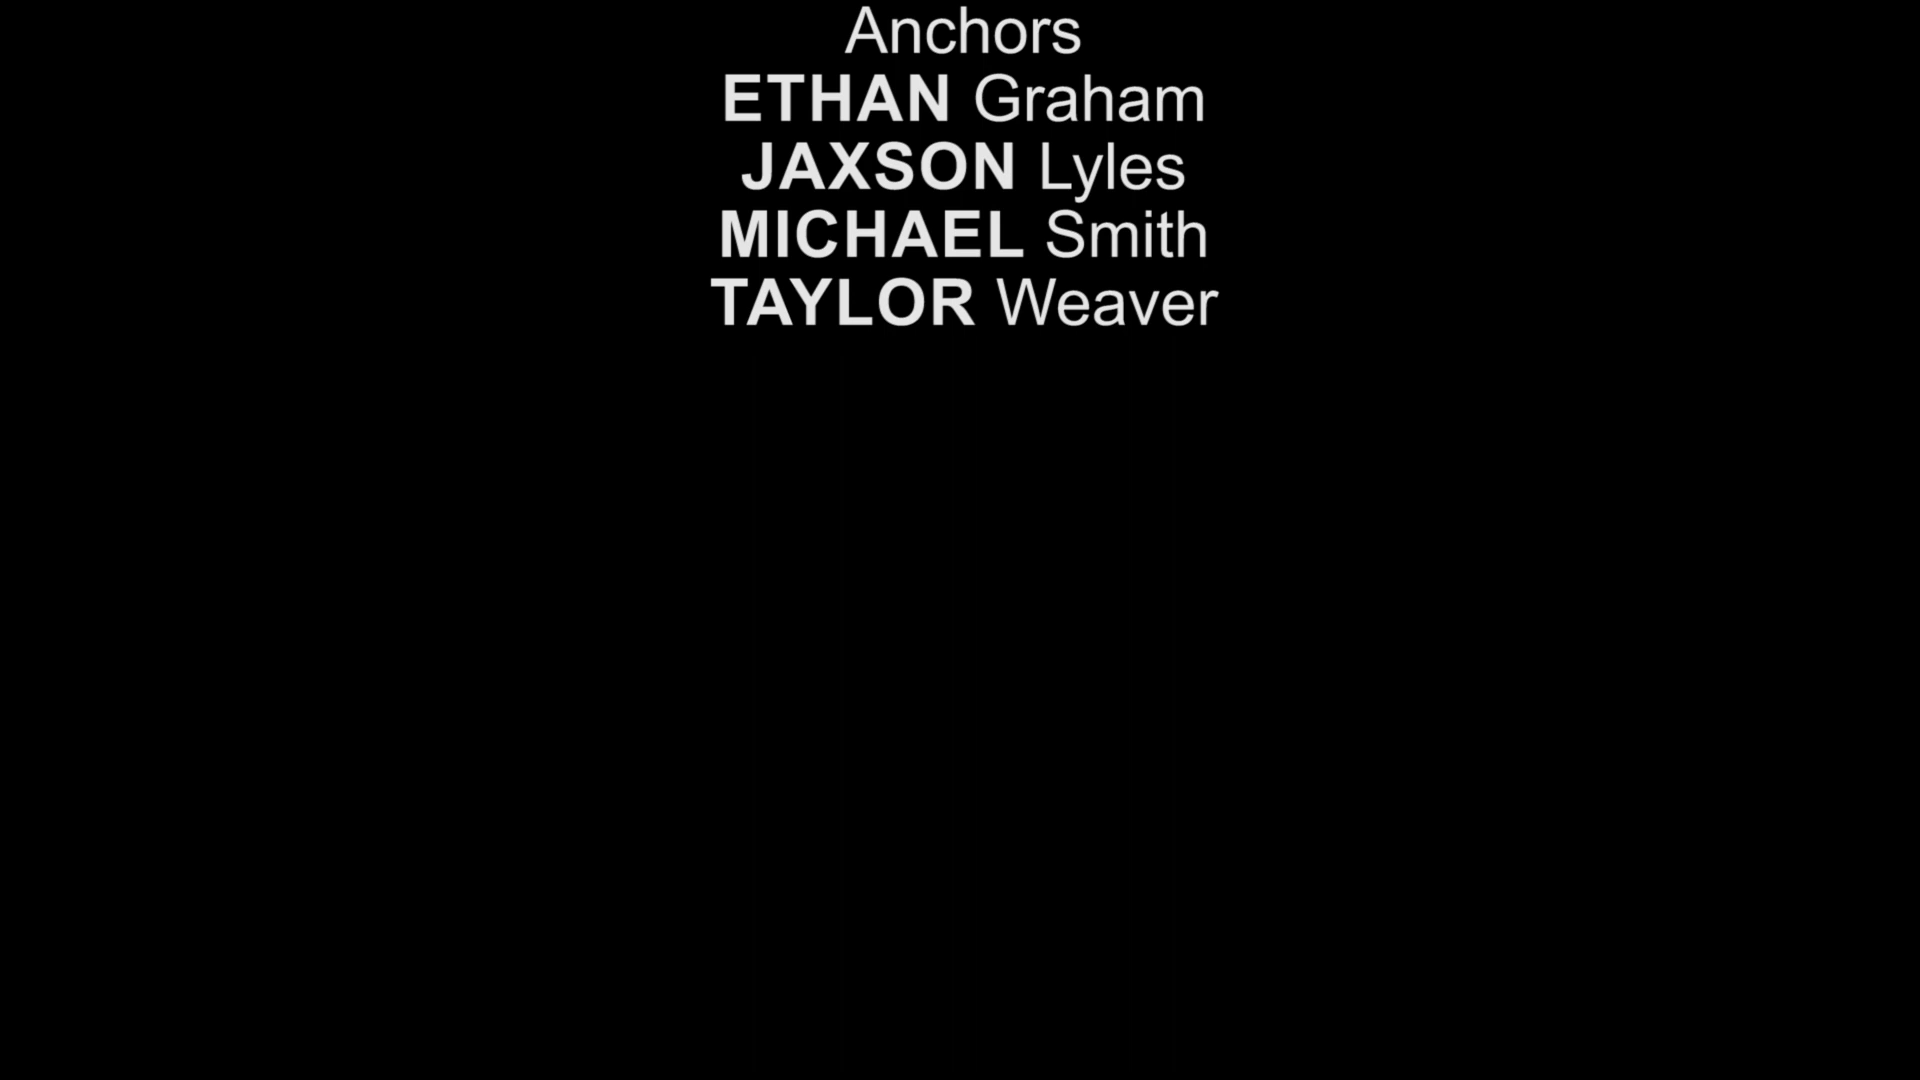 Anchors
ETHAN Graham
JAXSON Lyles
MICHAEL Smith
TAYLOR Weaver